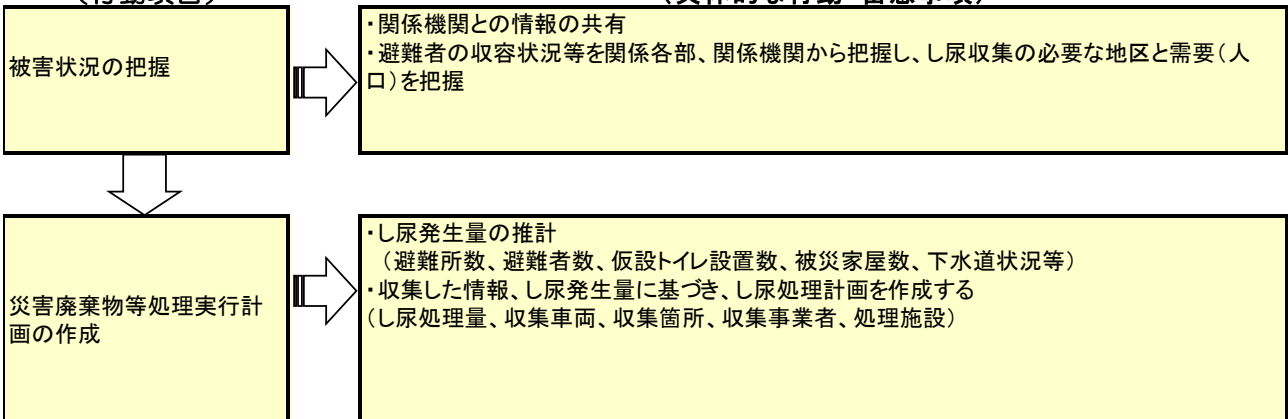 被害状況の把握
・関係機関との情報の共有
・避難者の収容状況等を関係各部、関係機関から把握し、し尿収集の必要な地区と需要(人
口)を把握
災害廃棄物等処理実行計
画の作成
・し尿発生量の推計
(避難所数、避難者数、仮設トイレ設置数、被災家屋数、下水道状況等)
・収集した情報、し尿発生量に基づき、し尿処理計画を作成する
(し尿処理量、収集車両、収集箇所、収集事業者、処理施設)